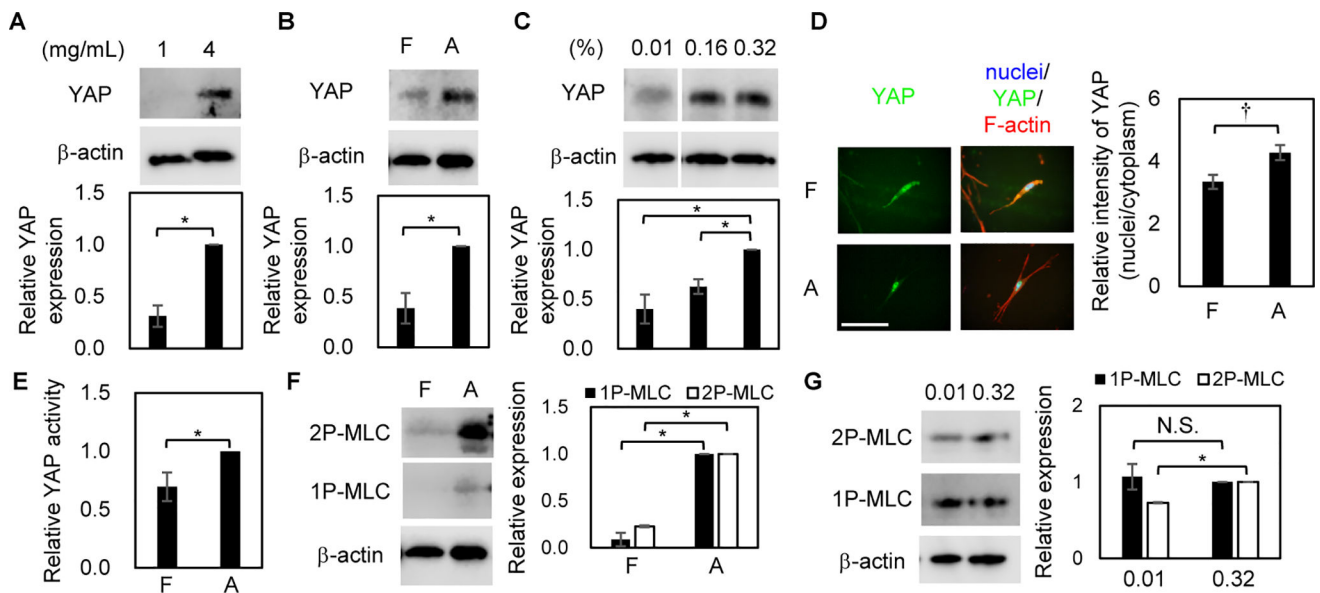 A
(mg/mL) 1 4
YAP
β-actin
Relative YAP
expression
1.5
1.0
0.5
0.0
*
B
F A
YAP
β-actin
Relative YAP
expression
1.5
1.0
0.5
0.0
*
C
(%) 0.01 0.16 0.32
YAP
β-actin
Relative YAP
expression
1.5
1.0
0.5
0.0
*
*
D
YAP
nuclei/
YAP/
F-actin
F
A
Relative intensity of YAP
(nuclei/cytoplasm)
6
4
2
0
†
F A
E
Relative YAP activity
1.5
1.0
0.5
0.0
*
F A
F
F A
2P-MLC
1P-MLC
β-actin
1P-MLC 2P-MLC
Relative expression
1.5
1.0
0.5
0.0
*
*
F A
G
0.01 0.32
2P-MLC
1P-MLC
β-actin
1P-MLC 2P-MLC
Relative expression
2
1
0
N.S.
*
0.01 0.32